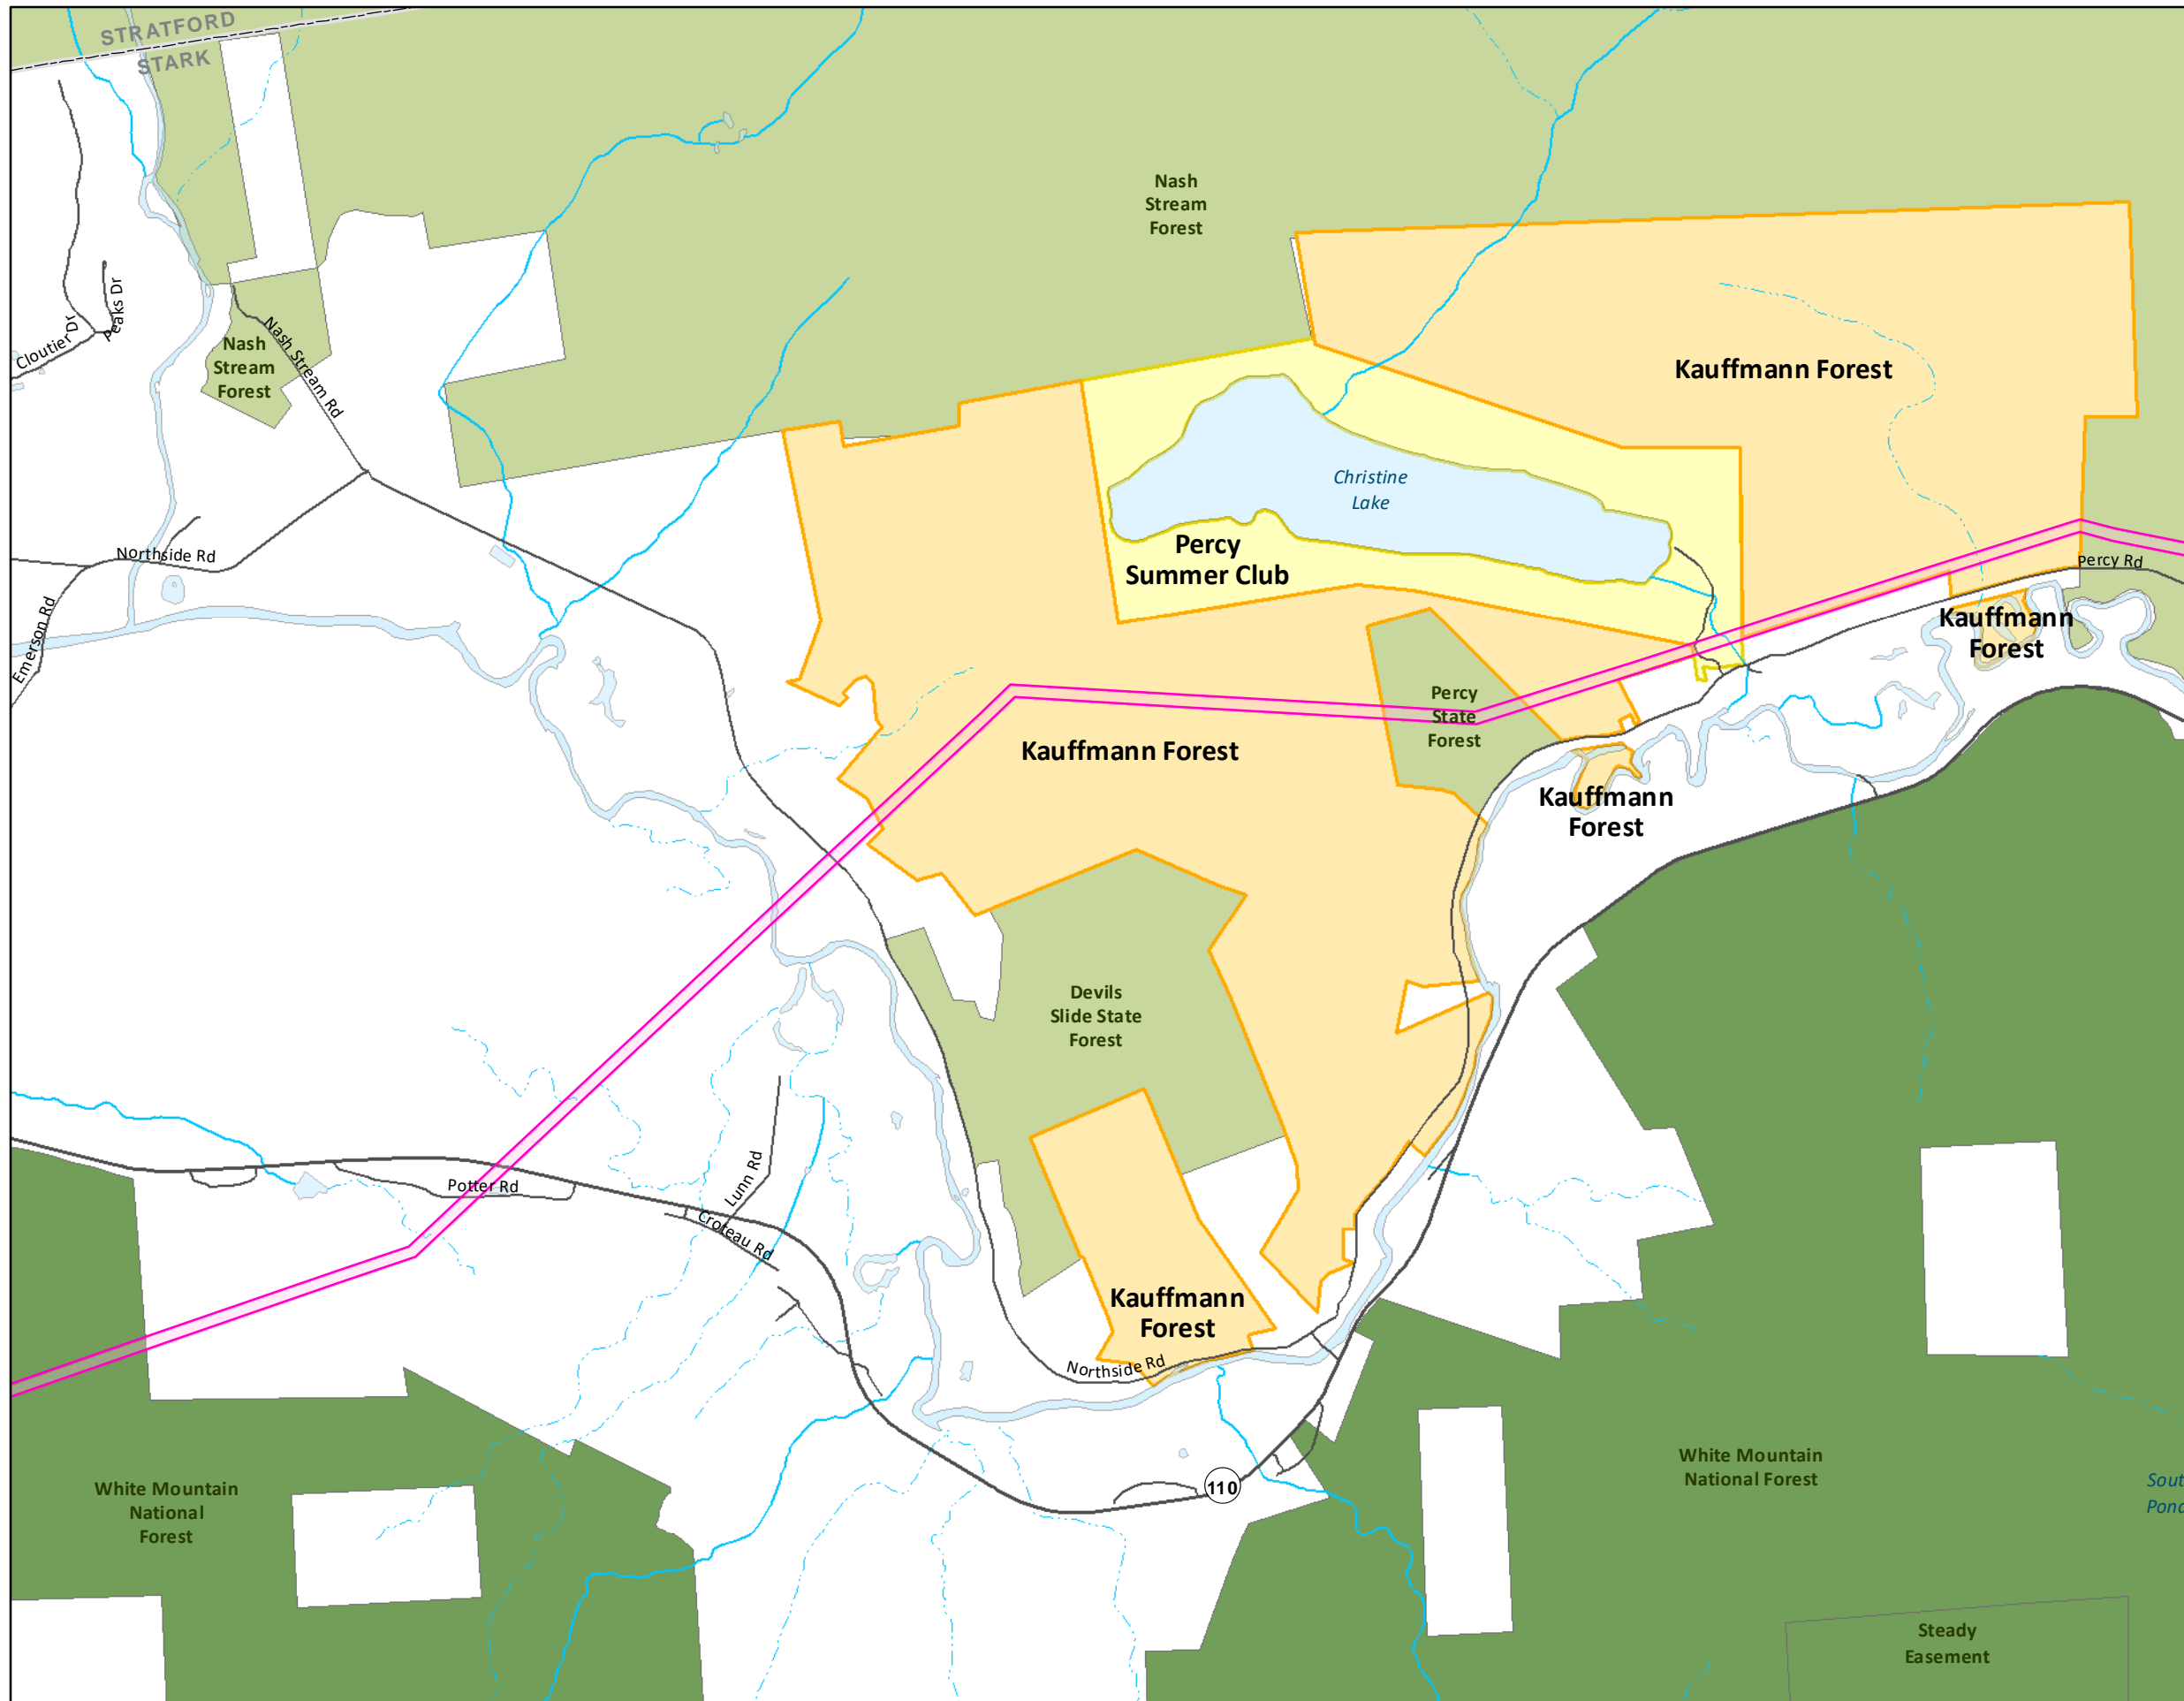 STRATFORD
STARK
Nash
Stream
Forest
Peaks Dr
Cloutier Dr
Nash Stream Rd
Nash
Stream
Forest
Kauffmann Forest
Christine
Lake
Percy
Summer Club
Northside Rd
Percy Rd
Emerson Rd
Kauffmann
Forest
Percy
State
Forest
Kauffmann Forest
Kauffmann
Forest
Devils
Slide State
Forest
Potter Rd
Lunn Rd
Croteau Rd
Kauffmann
Forest
Northside Rd
110
White Mountain
National Forest
White Mountain
National
Forest
Sout
Pond
Steady
Easement